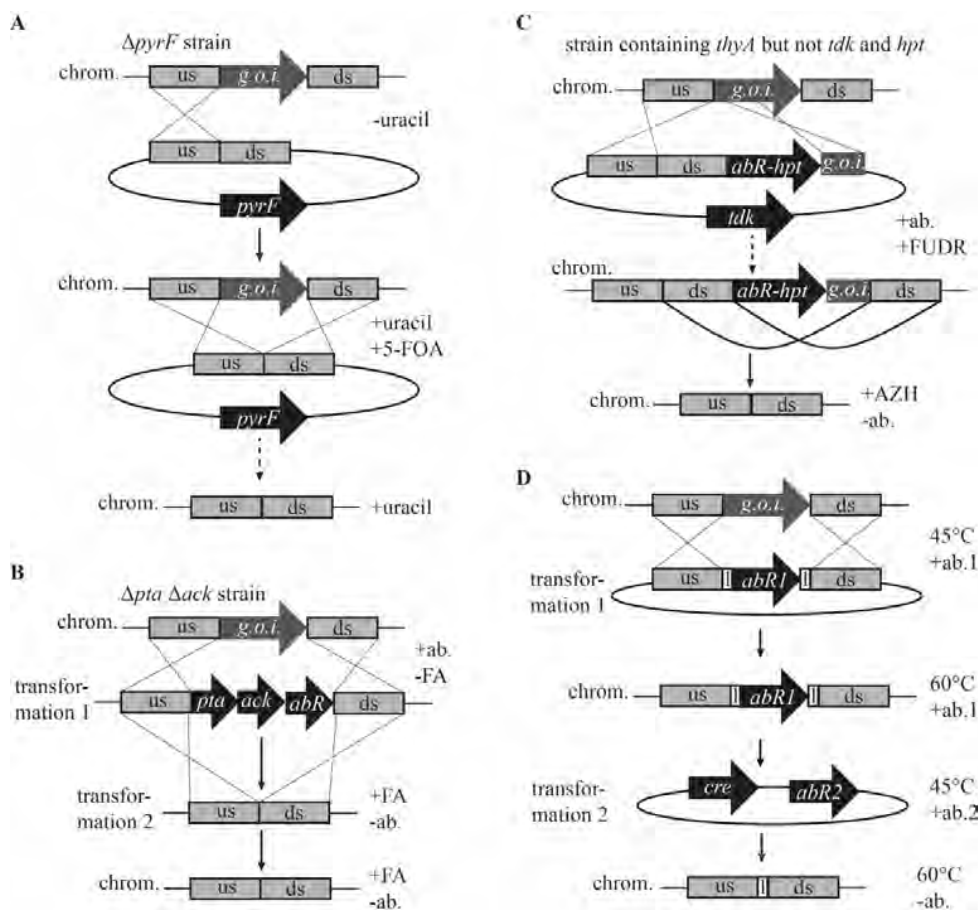 A
ΔpyrF strain
chrom.
us
g.o.i.
ds
-uracil
us
ds
pyrF
chrom.
us
g.o.i.
ds
+uracil
+5-FOA
us
ds
pyrF
chrom.
us
ds
+uracil
B
Δpta Δack strain
chrom.
us
g.o.i.
ds
+ab.
-FA
transfor-
mation 1
us
pta
ack
abR
ds
transfor-
mation 2
us
ds
+FA
-ab.
chrom.
us
ds
+FA
-ab.
C
strain containing thyA but not tdk and hpt
chrom.
us
g.o.i.
ds
us
ds
abR-hpt
g.o.i.
tdk
+ab.
+FUDR
chrom.
us
ds
abR-hpt
g.o.i.
ds
chrom.
us
ds
+AZH
-ab.
D
chrom.
us
g.o.i.
ds
45°C
+ab.1
transfor-
mation 1
us
l
abR1
l
ds
chrom.
us
l
abR1
l
ds
60°C
+ab.1
transfor-
mation 2
cre
abR2
45°C
+ab.2
chrom.
us
l
ds
60°C
-ab.